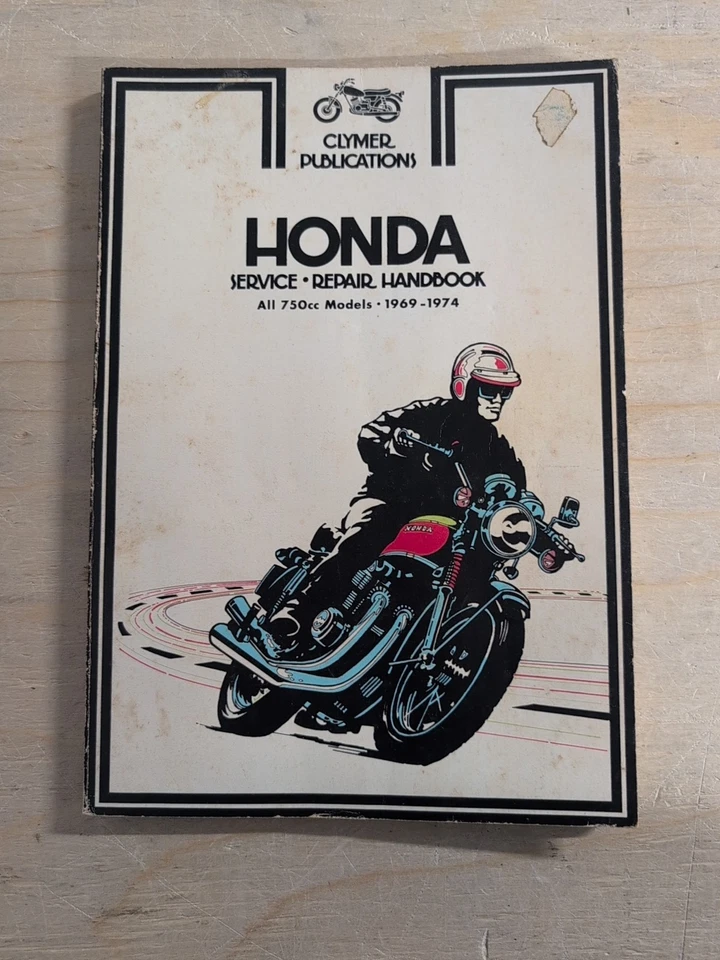 CLYMER
PUBLICATIONS
HONDA
SERVICE • REPAIR HANDBOOK
All 750cc Models • 1969-1974
HONDA